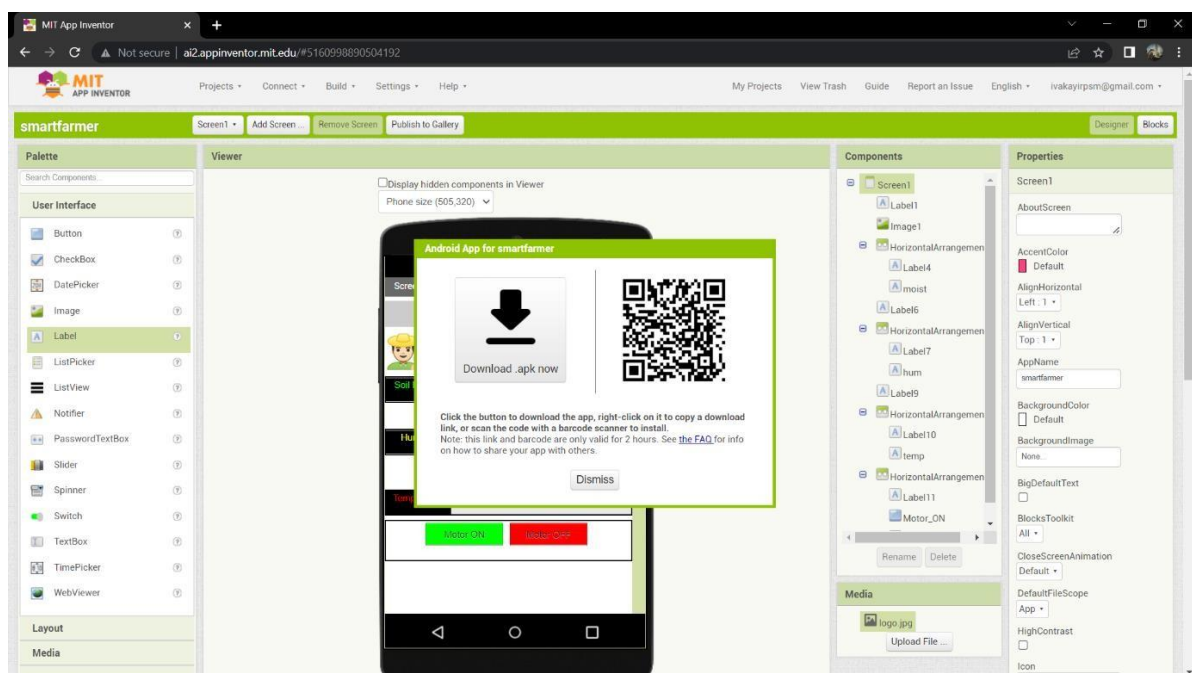 MIT App Inventor
Not secure | ai2.appinventor.mit.edu/#5160998890504192
MIT
APP INVENTOR
Projects
Connect
Build
Settings
Help
My Projects
View Trash
Guide
Report an Issue
English
ivakayirpsm@gmail.com
smartfarmer
Screen1
Add Screen ...
Remove Screen
Publish to Gallery
Designer
Blocks
Palette
Search Components...
User Interface
Button
CheckBox
DatePicker
Image
Label
ListPicker
ListView
Notifier
PasswordTextBox
Slider
Spinner
Switch
TextBox
TimePicker
WebViewer
Layout
Media
Viewer
Display hidden components in Viewer
Phone size (505,320)
Android App for smartfarmer
Download .apk now
Click the button to download the app, right-click on it to copy a download
link, or scan the code with a barcode scanner to install.
Note: this link and barcode are only valid for 2 hours. See the FAQ for info
on how to share your app with others.
Dismiss
Scre
Soil
Hu
Temp
Motor ON
Motor OFF
Components
Screen1
Label1
Image1
HorizontalArrangemen
Label4
moist
Label6
HorizontalArrangemen
Label7
hum
Label9
HorizontalArrangemen
Label10
temp
HorizontalArrangemen
Label11
Motor_ON
Rename
Delete
Media
logo.jpg
Upload File ...
Properties
Screen1
AboutScreen
AccentColor
Default
AlignHorizontal
Left : 1
AlignVertical
Top : 1
AppName
smartfarmer
BackgroundColor
Default
BackgroundImage
None...
BigDefaultText
BlocksToolkit
All
CloseScreenAnimation
Default
DefaultFileScope
App
HighContrast
Icon